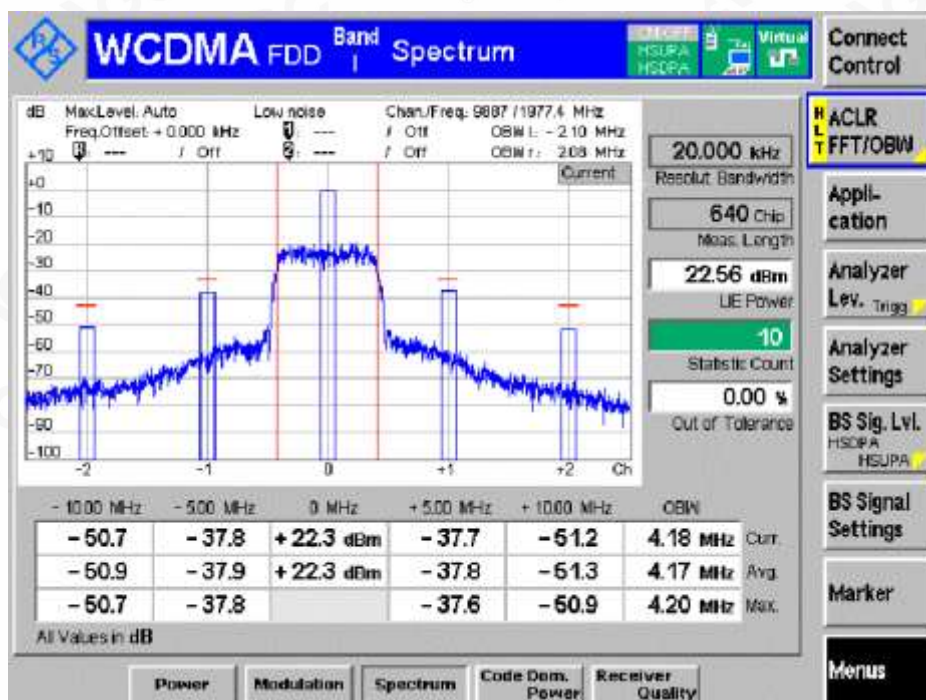 WCDMA FDD Band I Spectrum
HSUPA
HSDPA
Virtual
Connect Control
dB Max.Level: Auto Low noise Chan./Freq.: 9887 / 1977.4 MHz
Freq.Offset: + 0.000 kHz 1: --- / Off OBW l: - 2.10 MHz
R: --- / Off 2: --- / Off OBW r: 2.08 MHz
Current
+10
+0
-10
-20
-30
-40
-50
-60
-70
-90
-100
-2 -1 0 +1 +2 Ch
20.000 kHz
Resolut. Bandwidth
640 Chip
Meas. Length
22.56 dBm
UE Power
10
Statistic Count
0.00 %
Out of Tolerance
- 10.00 MHz - 5.00 MHz 0 MHz + 5.00 MHz + 10.00 MHz OBW
- 50.7 - 37.8 + 22.3 dBm - 37.7 - 51.2 4.18 MHz Curr.
- 50.9 - 37.9 + 22.3 dBm - 37.8 - 51.3 4.17 MHz Avg.
- 50.7 - 37.8 - 37.6 - 50.9 4.20 MHz Max.
All Values in dB
Power Modulation Spectrum Code Dom. Power Receiver Quality
HLT ACLR
FFT/OBW
Appli-
cation
Analyzer
Lev. Trigg
Analyzer
Settings
BS Sig. Lvl.
HSDPA
HSUPA
BS Signal
Settings
Marker
Menus